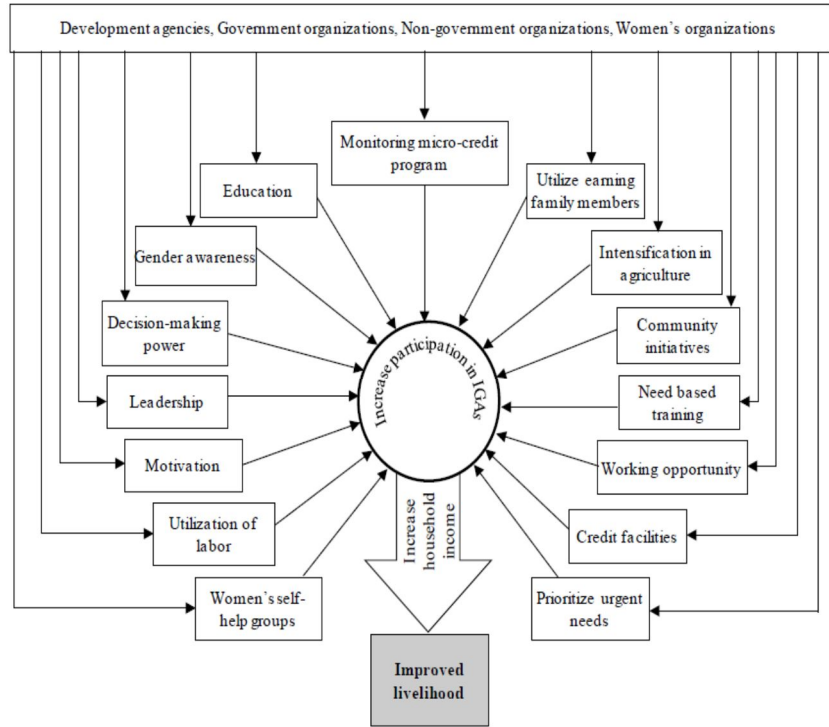 Development agencies, Government organizations, Non-government organizations, Women's organizations
Monitoring micro-credit
program
Education
Utilize earning
family members
Gender awareness
Intensification in
agriculture
Decision-making
power
Community
initiatives
Increase participation in IGAs
Leadership
Need based
training
Motivation
Working opportunity
Utilization of
labor
Increase
household
income
Credit facilities
Women's self-
help groups
Prioritize urgent
needs
Improved
livelihood